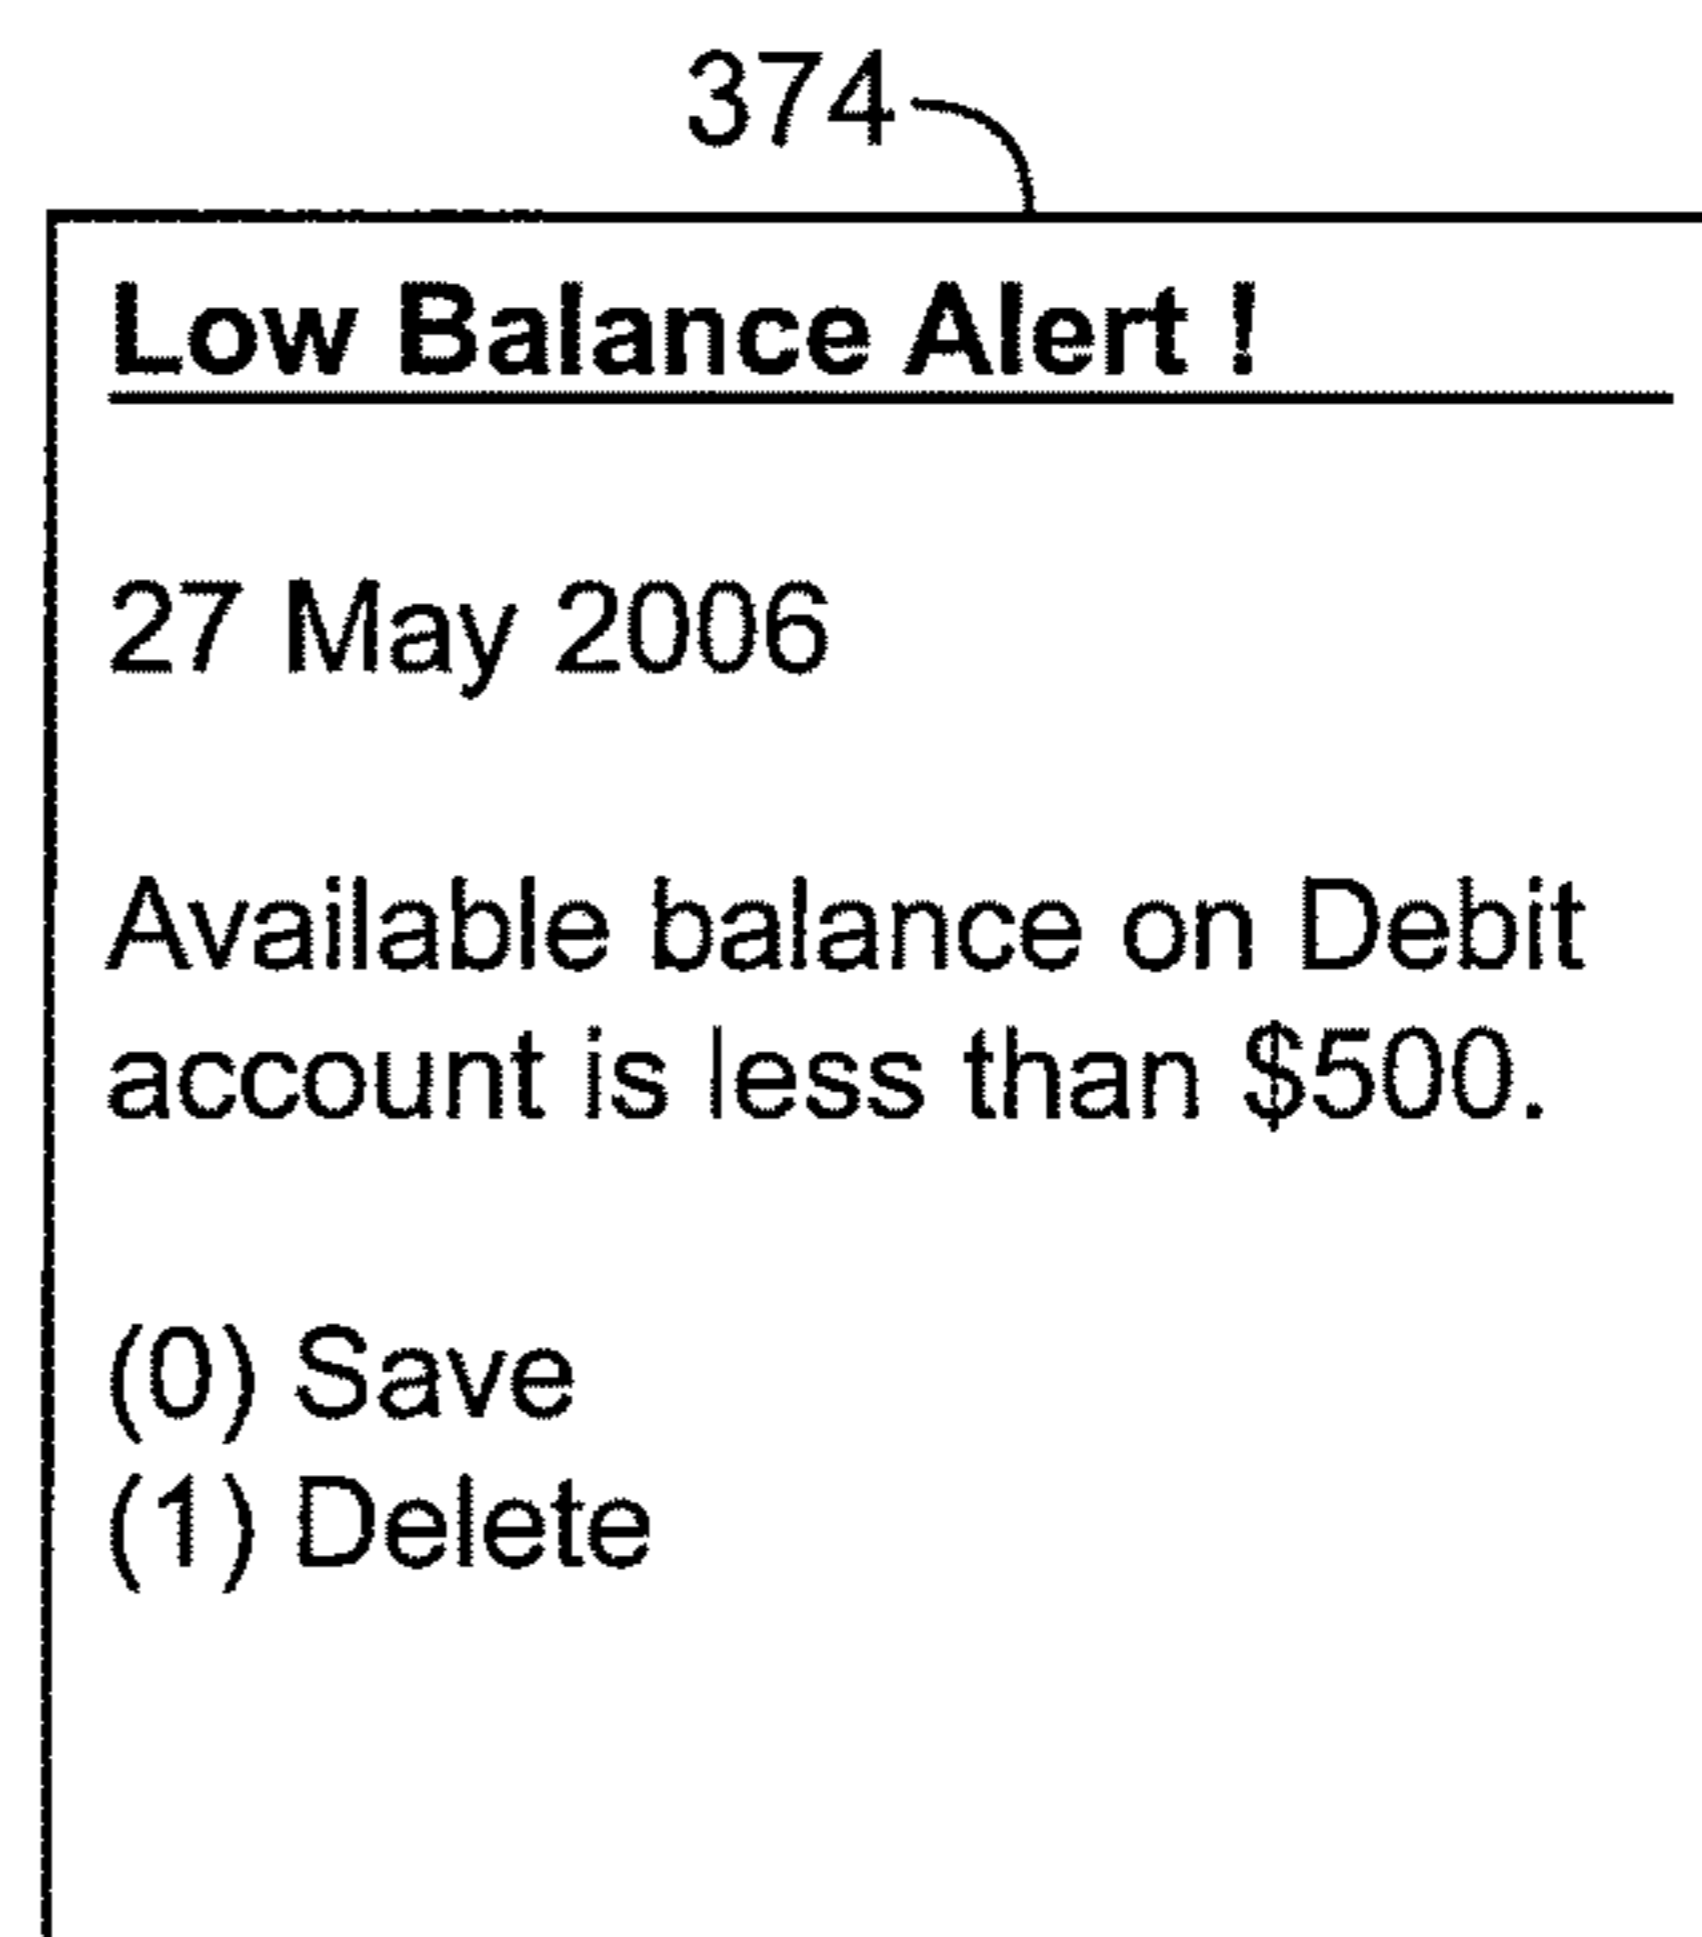 374
Low Balance Alert !
27 May 2006
Available balance on Debit
account is less than $500.
(0) Save
(1) Delete